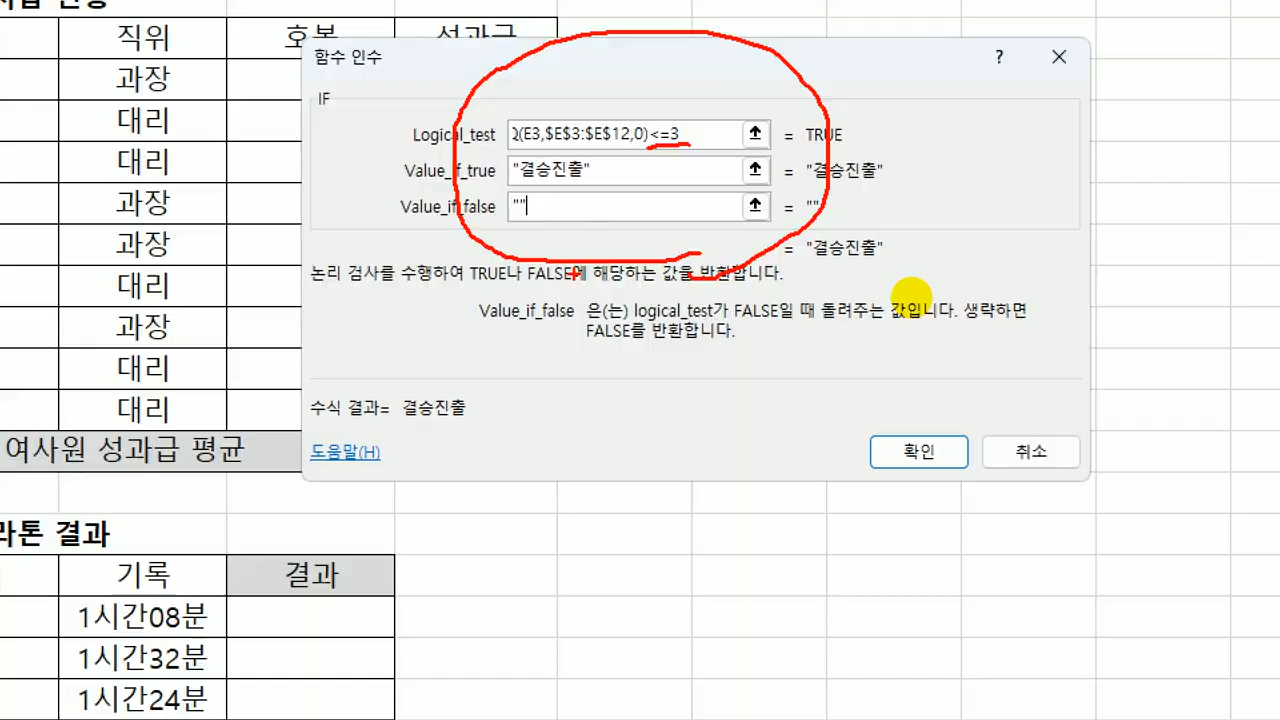 직위
과장
대리
대리
과장
과장
대리
과장
대리
대리
여사원 성과급 평균
함수 인수
?
IF
Logical_test (E3,$E$3:$E$12,0)<=3 = TRUE
Value_if_true "결승진출" = "결승진출"
Value_if_false "" = ""
= "결승진출"
논리 검사를 수행하여 TRUE나 FALSE에 해당하는 값을 반환합니다.
Value_if_false 은(는) logical_test가 FALSE일 때 돌려주는 값입니다. 생략하면
FALSE를 반환합니다.
수식 결과= 결승진출
도움말(H)
확인
취소
결과
기록 결과
1시간08분
1시간32분
1시간24분